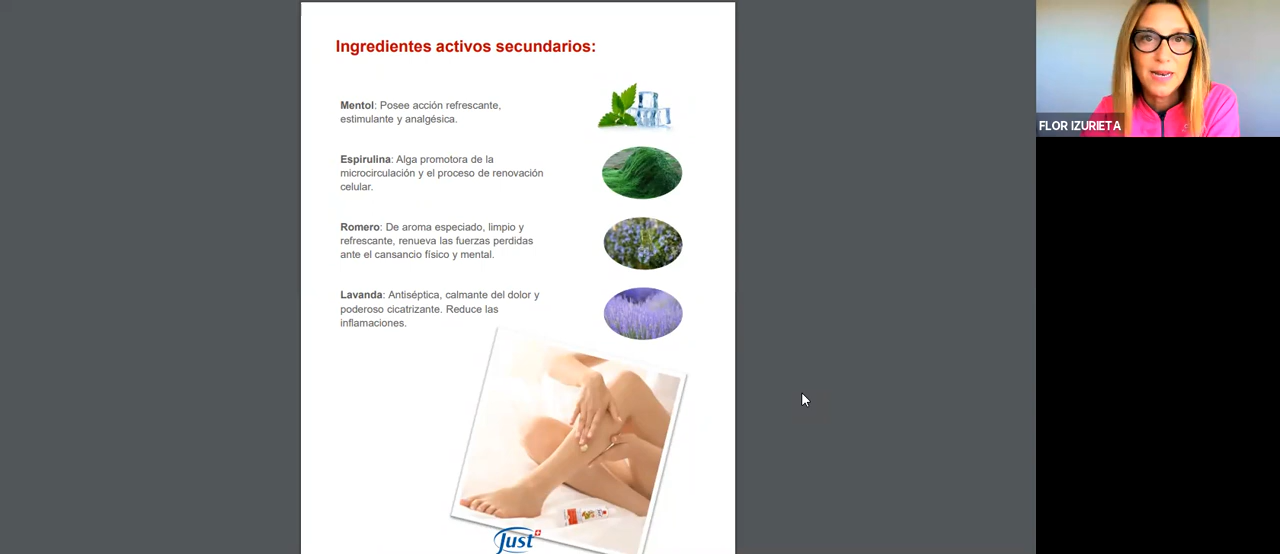 Ingredientes activos secundarios:
Mentol: Posee acción refrescante,
estimulante y analgésica.
Espirulina: Alga promotora de la
microcirculación y el proceso de renovación
celular.
Romero: De aroma especiado, limpio y
refrescante, renueva las fuerzas perdidas
ante el cansancio físico y mental.
Lavanda: Antiséptica, calmante del dolor y
poderoso cicatrizante. Reduce las
inflamaciones.
Just
FLOR IZURIETA